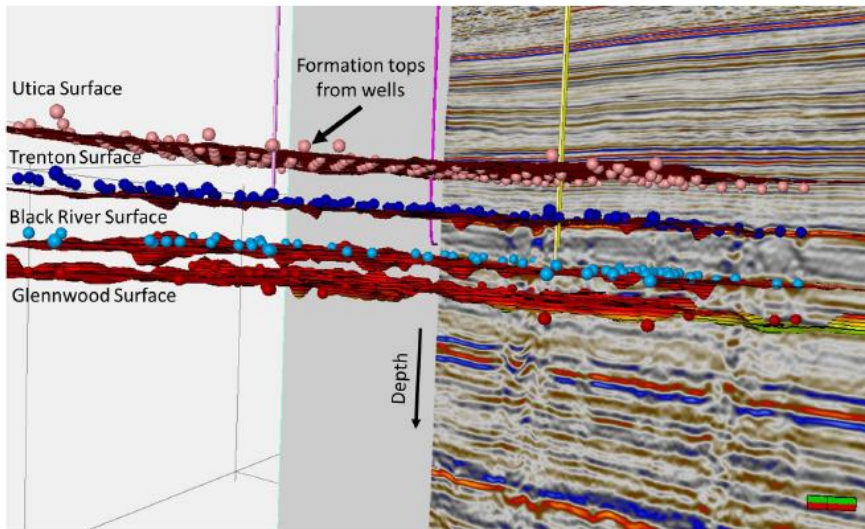 Utica Surface
Formation tops
from wells
Trenton Surface
Black River Surface
Glennwood Surface
Depth